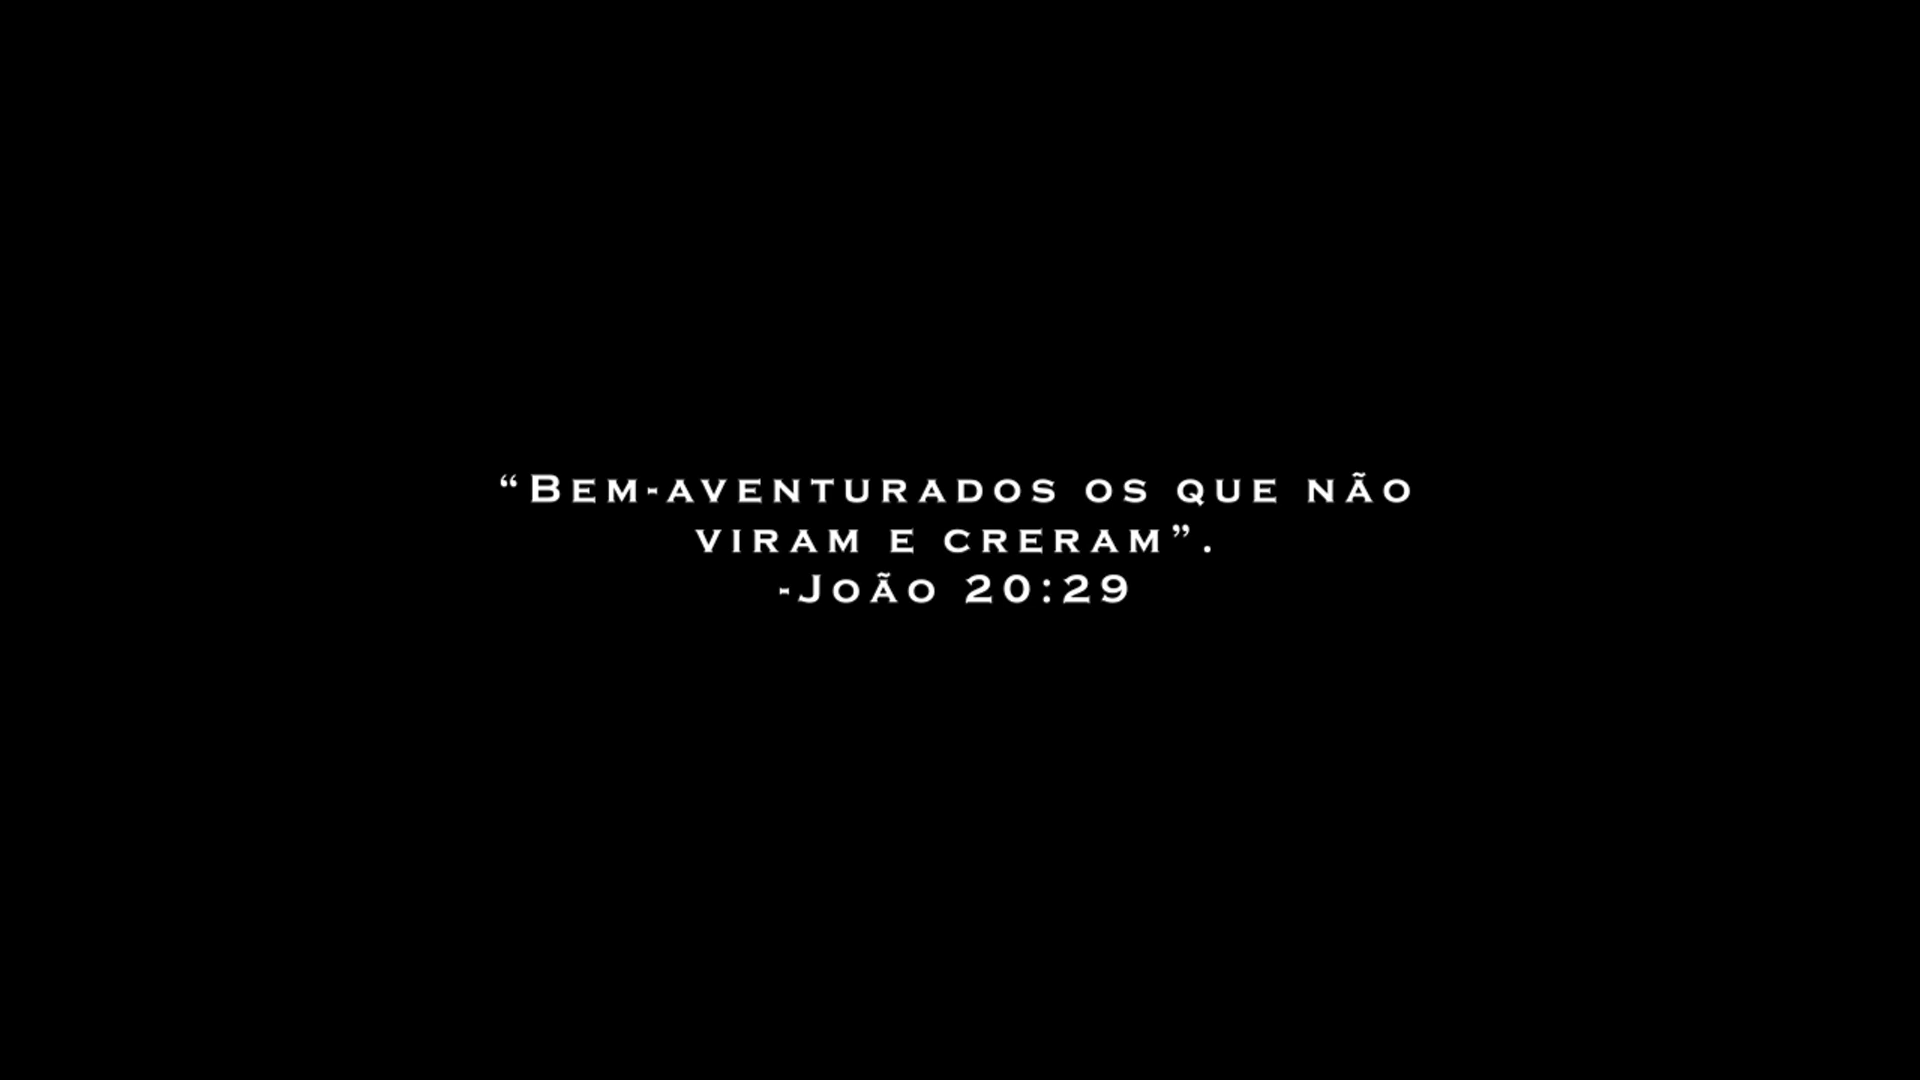 “Bem-aventurados os que não
viram e creram”.
-João 20:29